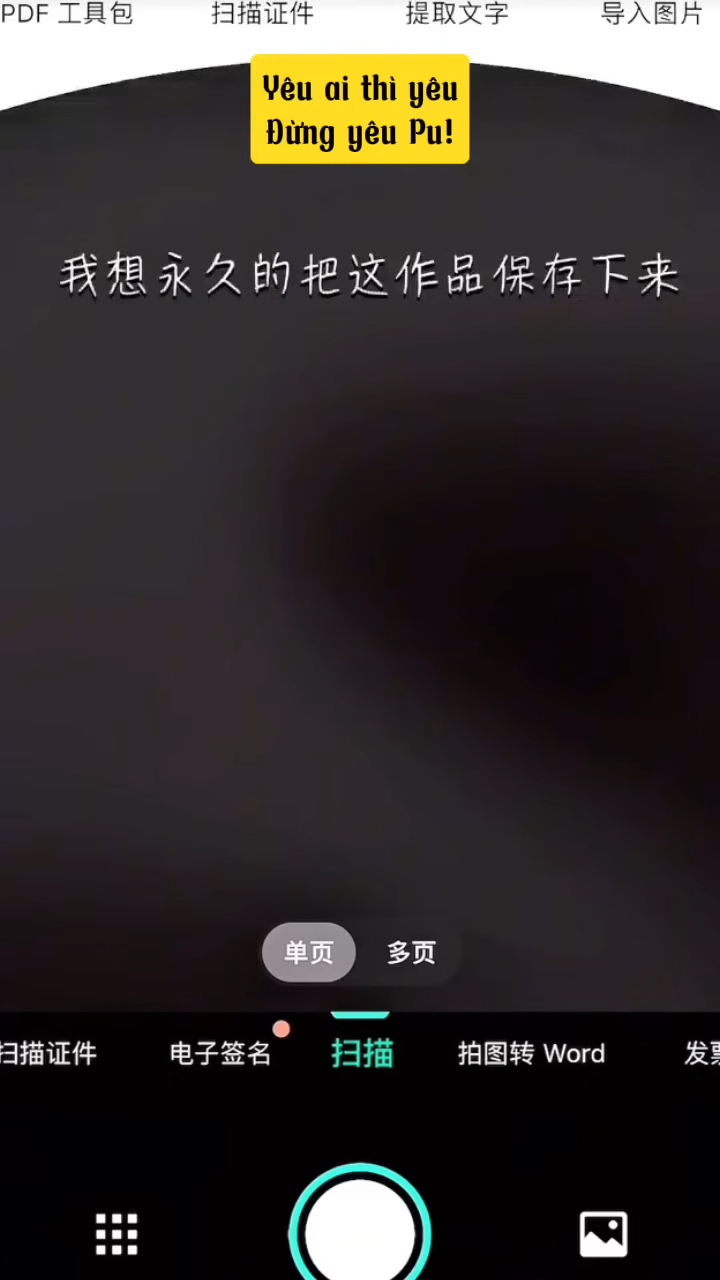 PDF 工具包 扫描证件 提取文字 导入图片
Yêu ai thì yêu
Đừng yêu Pu!
我想永久的把这作品保存下来
单页 多页
扫描证件 电子签名 扫描 拍图转 Word 发票